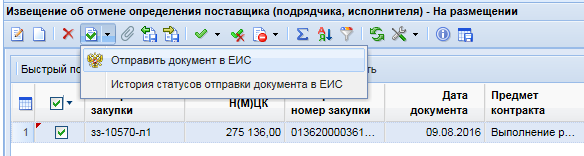 Извещение об отмене определения поставщика (подрядчика, исполнителя) - На размещении
Отправить документ в ЕИС
История статусов отправки документа в ЕИС
Быстрый
закупки
Н(М)ЦК
номер закупки
Дата документа
Предмет контракта
1 зз-10570-л1 275 136,00 013620000361... 09.08.2016 Выполнение р...